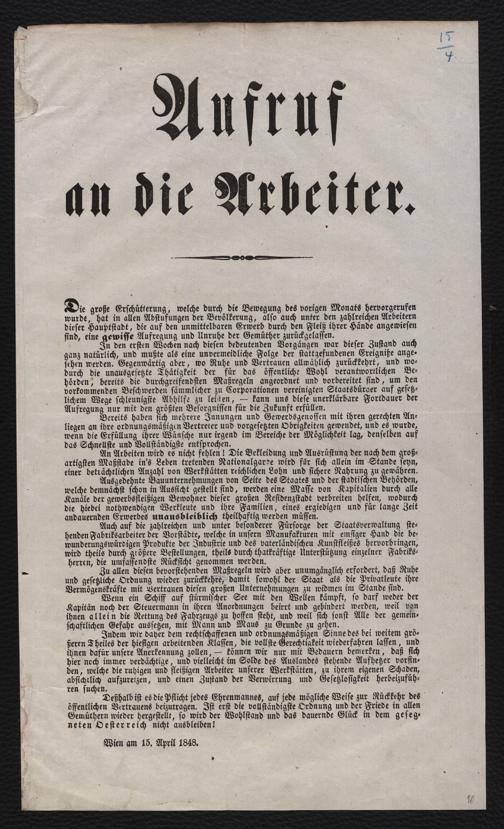 15
4
Aufruf
an die Arbeiter.
Die große Erschütterung, welche durch die Bewegung des vorigen Monats hervorgerufen
wurde, hat in allen Abstufungen der Bevölkerung, also auch unter den zahlreichen Arbeitern
dieser Hauptstadt, die auf den unmittelbaren Erwerb durch den Fleiß ihrer Hände angewiesen
sind, eine gewisse Aufregung und Unruhe der Gemüther zurückgelassen.
In den ersten Wochen nach diesen bedeutenden Vorgängen war dieser Zustand auch
ganz natürlich, und mußte als eine unvermeidliche Folge der stattgefundenen Ereignisse ange-
sehen werden. Gegenwärtig aber, wo Ruhe und Vertrauen allmählich zurückkehrt, und wo-
durch die unausgesetzte Thätigkeit der für das öffentliche Wohl verantwortlichen Be-
hörden, bereits die durchgreifendsten Maßregeln angeordnet und vorbereitet sind, um den
vorkommenden Beschwerden sämmtlicher zu Corporationen vereinigten Staatsbürger auf gesetz-
lichem Wege schleunigste Abhilfe zu leisten, — kann uns diese unerklärbare Fortdauer der
Aufregung nur mit den größten Besorgnissen für die Zukunft erfüllen.
Bereits haben sich mehrere Innungen und Gewerbsgenossen mit ihren gerechten An-
liegen an ihre ordnungsmäßigen Vertreter und vorgesetzten Obrigkeiten gewendet, und es wurde,
wenn die Erfüllung ihrer Wünsche nur irgend im Bereiche der Möglichkeit lag, denselben auf
das Schnellste und Vollständigste entsprochen.
An Arbeiten wird es nicht fehlen! Die Bekleidung und Ausrüstung der nach dem groß-
artigsten Maßstabe in's Leben tretenden Nationalgarde wird für sich allein im Stande seyn,
einer beträchtlichen Anzahl von Werkstätten reichlichen Lohn und sichere Nahrung zu gewähren.
Ausgedehnte Bauunternehmungen von Seite des Staates und der städtischen Behörden,
welche demnächst schon in Aussicht gestellt sind, werden eine Masse von Kapitalien durch alle
Kanäle der gewerbsfleißigen Bewohner dieser großen Residenzstadt verbreiten helfen, wodurch
die hiebei nothwendigen Werkleute und ihre Familien, eines ergiebigen und für lange Zeit
andauernden Erwerbes unausbleiblich theilhaftig werden müssen.
Auch auf die zahlreichen und unter besonderer Fürsorge der Staatsverwaltung ste-
henden Fabriksarbeiter der Vorstädte, welche in unsern Manufacturen mit emsiger Hand die be-
wunderungswürdigen Produkte der Industrie und des vaterländischen Kunstfleißes hervorbringen,
wird theils durch größere Bestellungen, theils durch thatkräftige Unterstützung einzelner Fabriks-
herren, die umfassendste Rücksicht genommen werden.
Zu allen diesen bevorstehenden Maßregeln wird aber unumgänglich erfordert, daß Ruhe
und gesetzliche Ordnung wieder zurückkehre, damit sowohl der Staat als die Privatleute ihre
Vermögenskräfte mit Vertrauen diesen großen Unternehmungen zu widmen im Stande sind.
Wenn ein Schiff auf stürmischer See mit den Wellen kämpft, so darf weder der
Kapitän noch der Steuermann in ihren Anordnungen beirrt und gehindert werden, weil von
ihnen allein die Rettung des Fahrzeugs zu hoffen steht, und weil sich sonst Alle der gemein-
schaftlichen Gefahr aussetzen, mit Mann und Maus zu Grunde zu gehen.
Indem wir daher dem rechtschaffenen und ordnungsmäßigen Sinne des bei weitem grö-
ßeren Theiles der hiesigen arbeitenden Klassen, die vollste Gerechtigkeit wiederfahren lassen, und
ihnen dafür unsere Anerkennung zollen, — können wir nur mit Bedauern bemerken, daß sich
hier noch immer verdächtige, und vielleicht im Solde des Auslandes stehende Aufhetzer vorfin-
den, welche die ruhigen und fleißigen Arbeiter unserer Werkstätten, zu ihrem eigenen Schaden,
absichtlich aufzureizen, und einen Zustand der Verwirrung und Gesetzlosigkeit herbeizufüh-
ren suchen.
Deßhalb ist es die Pflicht jedes Ehrenmannes, auf jede mögliche Weise zur Rückkehr des
öffentlichen Vertrauens beizutragen. Ist erst die vollständigste Ordnung und der Friede in allen
Gemüthern wieder hergestellt, so wird der Wohlstand und das dauernde Glück in dem geseg-
neten Oesterreich nicht ausbleiben!
Wien am 15. April 1848.